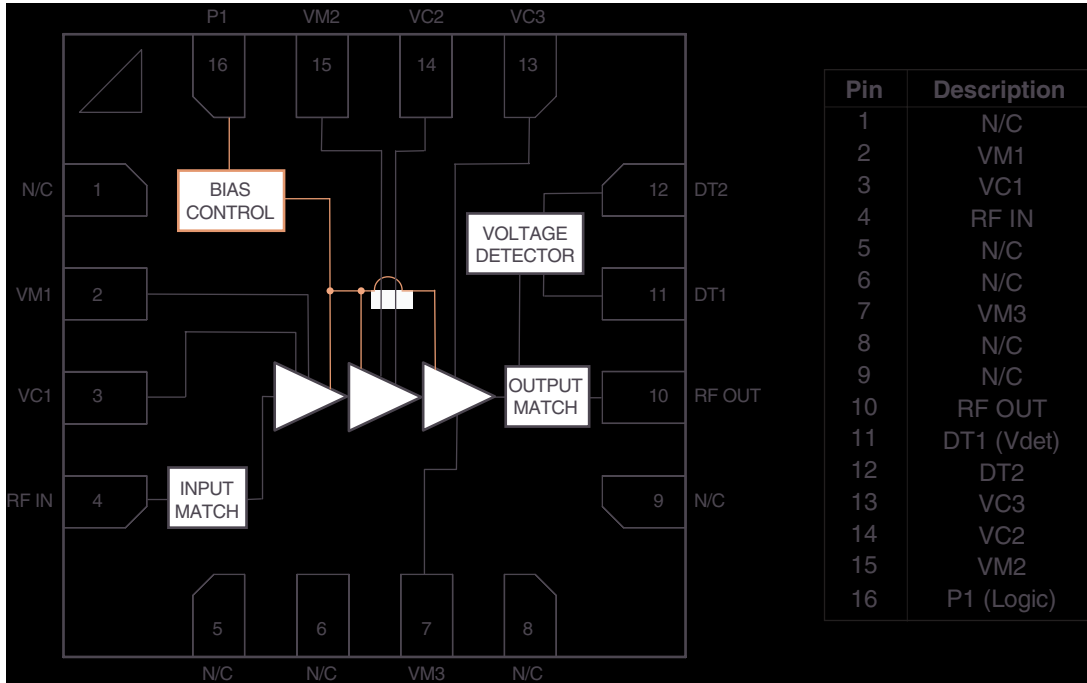 P1 VM2 VC2 VC3
16 15 14 13
N/C 1
BIAS
CONTROL
12 DT2
VOLTAGE
DETECTOR
VM1 2
11 DT1
VC1 3
OUTPUT
MATCH
10 RF OUT
RF IN 4
INPUT
MATCH
9 N/C
5 6 7 8
N/C N/C VM3 N/C
Pin Description
1 N/C
2 VM1
3 VC1
4 RF IN
5 N/C
6 N/C
7 VM3
8 N/C
9 N/C
10 RF OUT
11 DT1 (Vdet)
12 DT2
13 VC3
14 VC2
15 VM2
16 P1 (Logic)